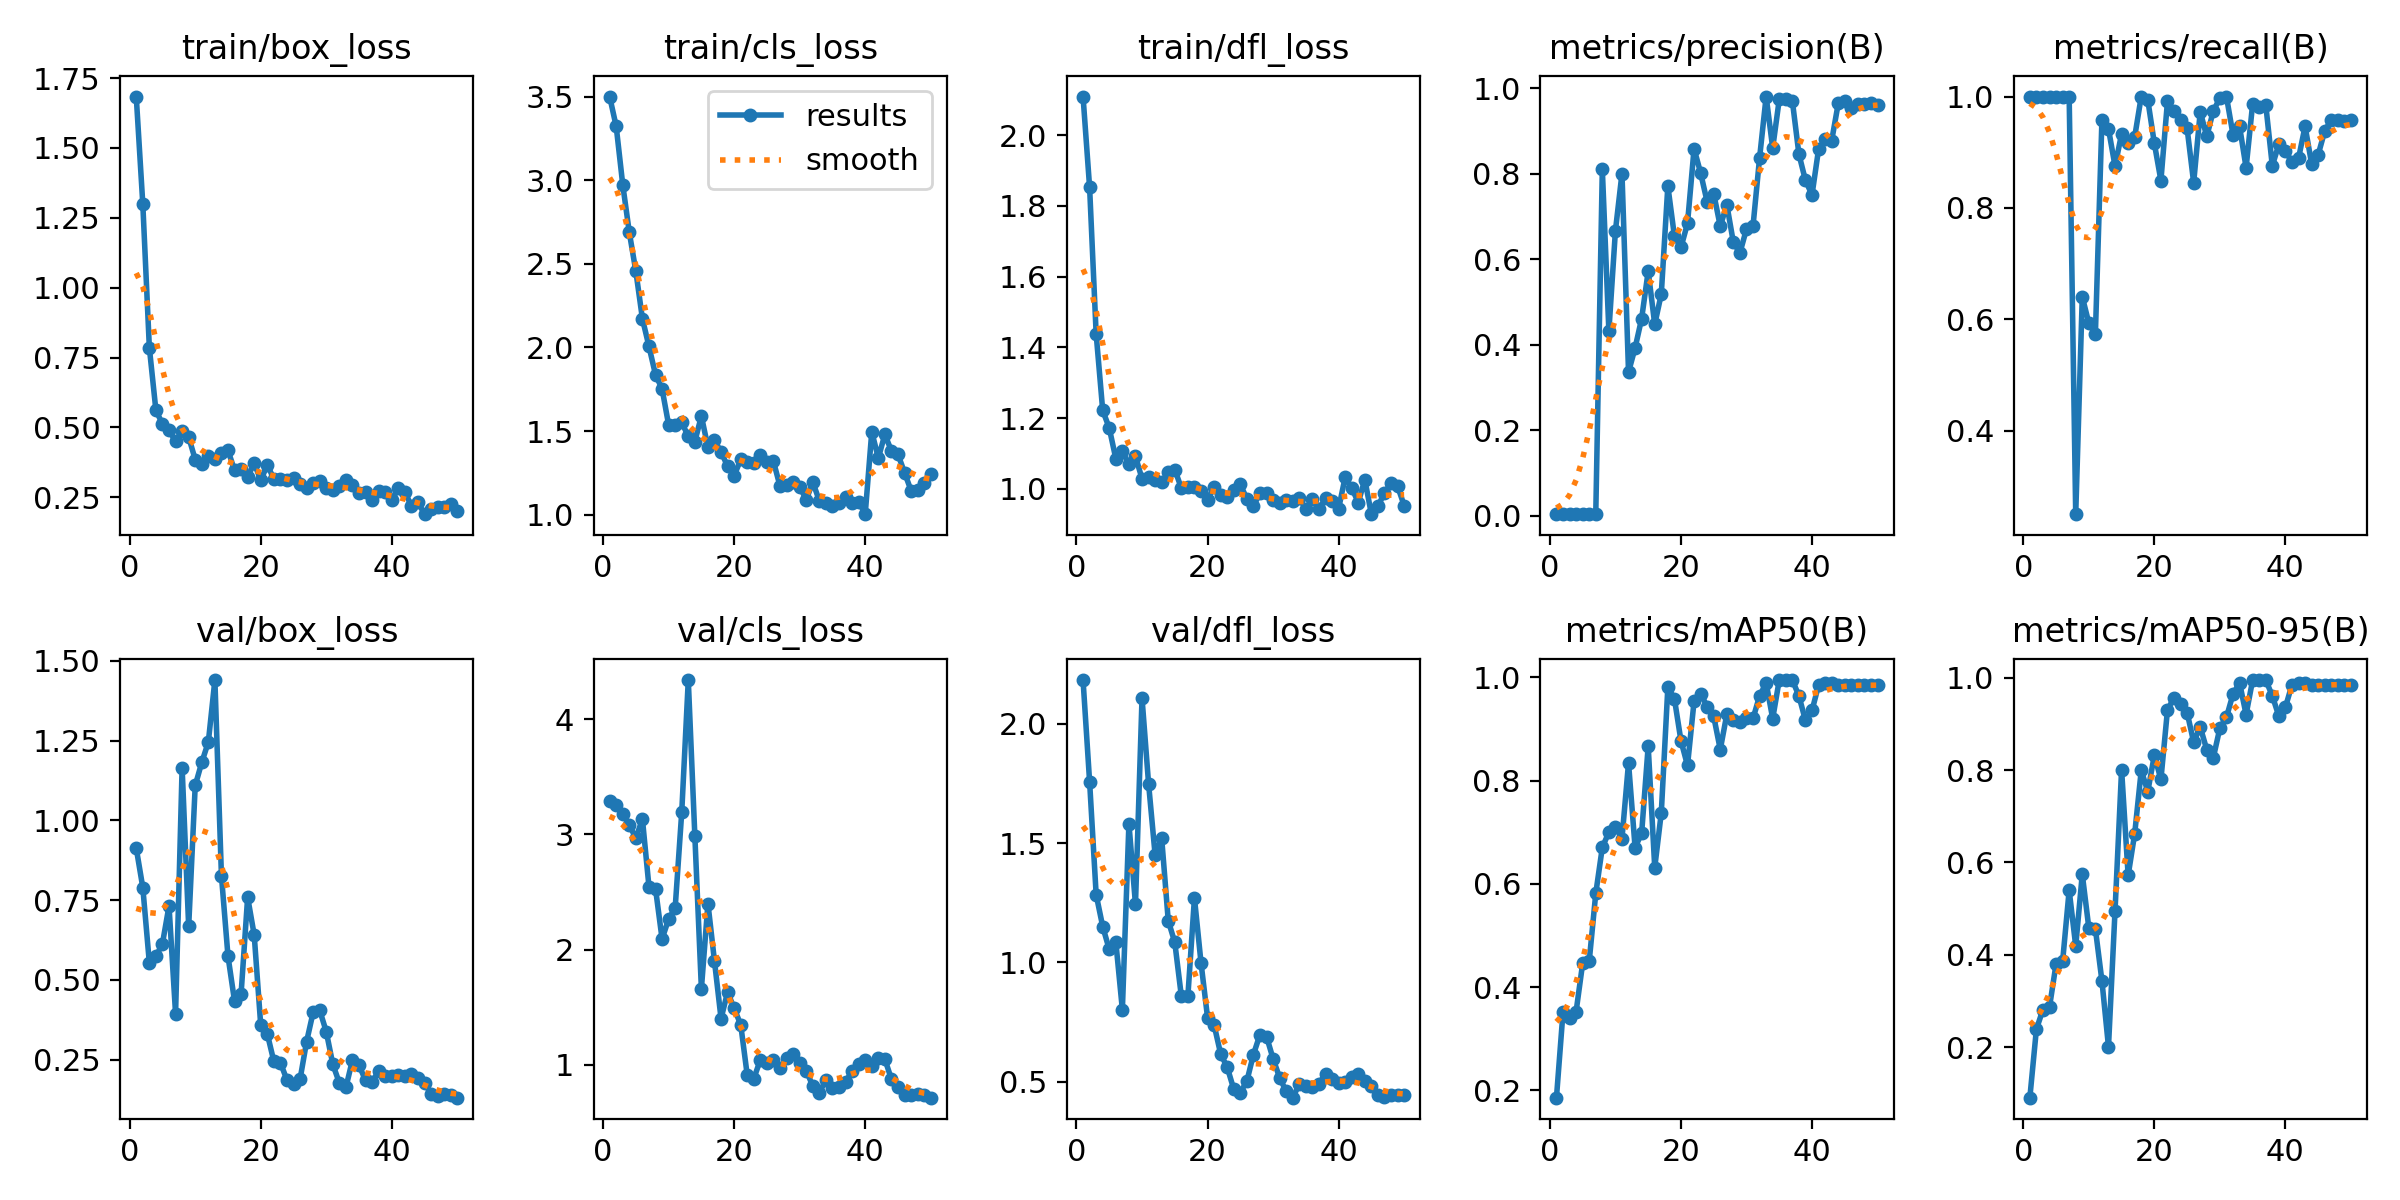 train/box_loss
1.75
1.50
1.25
1.00
0.75
0.50
0.25
0 20 40
train/cls_loss
results
smooth
3.5
3.0
2.5
2.0
1.5
1.0
0 20 40
train/dfl_loss
2.0
1.8
1.6
1.4
1.2
1.0
0 20 40
metrics/precision(B)
1.0
0.8
0.6
0.4
0.2
0.0
0 20 40
metrics/recall(B)
1.0
0.8
0.6
0.4
0 20 40
val/box_loss
1.50
1.25
1.00
0.75
0.50
0.25
0 20 40
val/cls_loss
4
3
2
1
0 20 40
val/dfl_loss
2.0
1.5
1.0
0.5
0 20 40
metrics/mAP50(B)
1.0
0.8
0.6
0.4
0.2
0 20 40
metrics/mAP50-95(B)
1.0
0.8
0.6
0.4
0.2
0 20 40